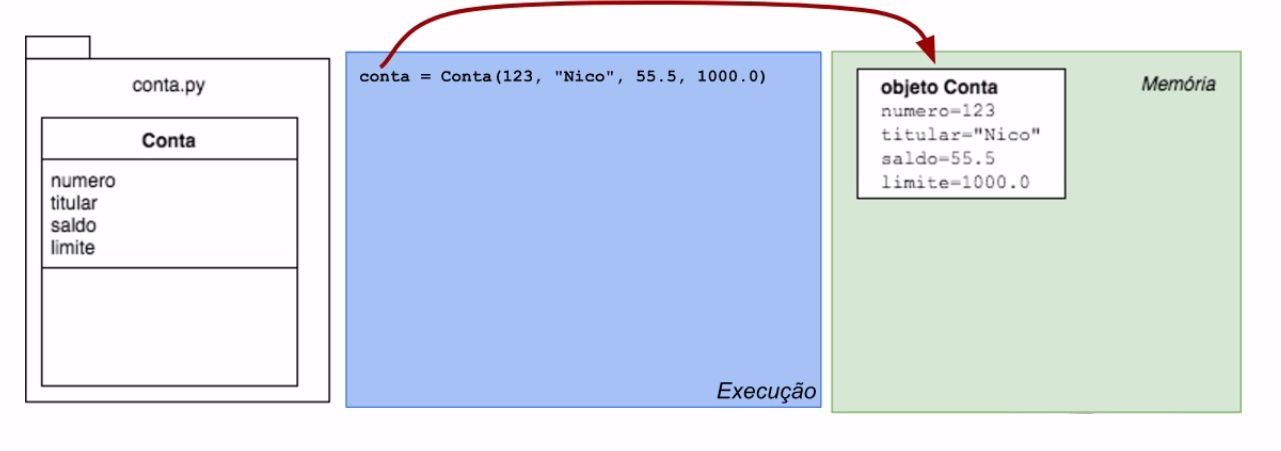 conta.py
Conta
numero
titular
saldo
limite
conta = Conta(123, "Nico", 55.5, 1000.0)
Execução
objeto Conta
numero=123
titular="Nico"
saldo=55.5
limite=1000.0
Memória